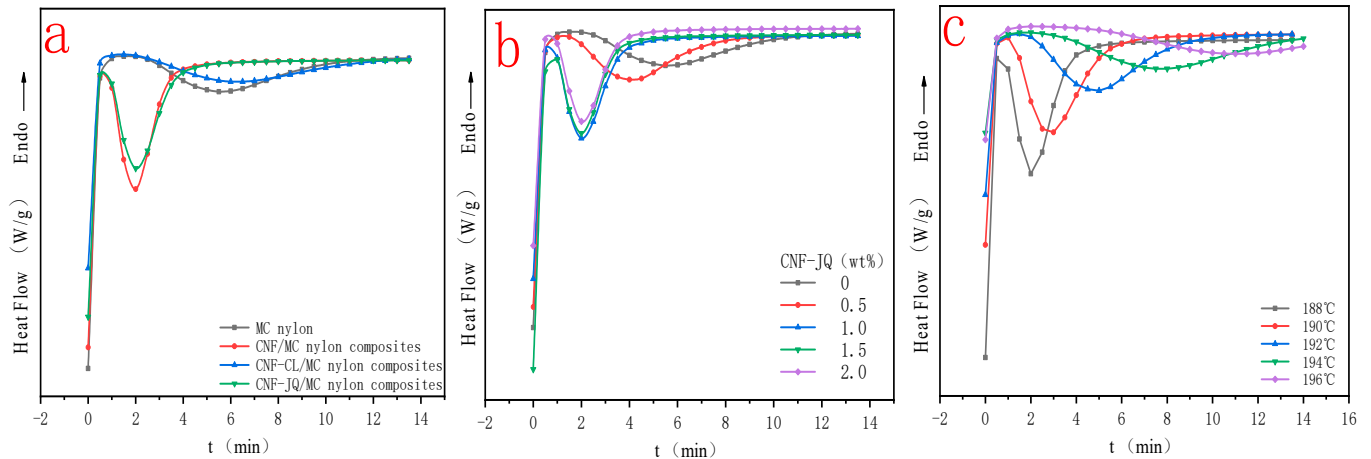 a
Heat Flow (W/g)
Endo
MC nylon
CNF/MC nylon composites
CNF-CL/MC nylon composites
CNF-JQ/MC nylon composites
-2 0 2 4 6 8 10 12 14
t (min)
b
Heat Flow (W/g)
Endo
CNF-JQ (wt%)
0
0.5
1.0
1.5
2.0
-2 0 2 4 6 8 10 12 14
t (min)
c
Heat Flow (W/g)
Endo
188℃
190℃
192℃
194℃
196℃
-2 0 2 4 6 8 10 12 14 16
t (min)